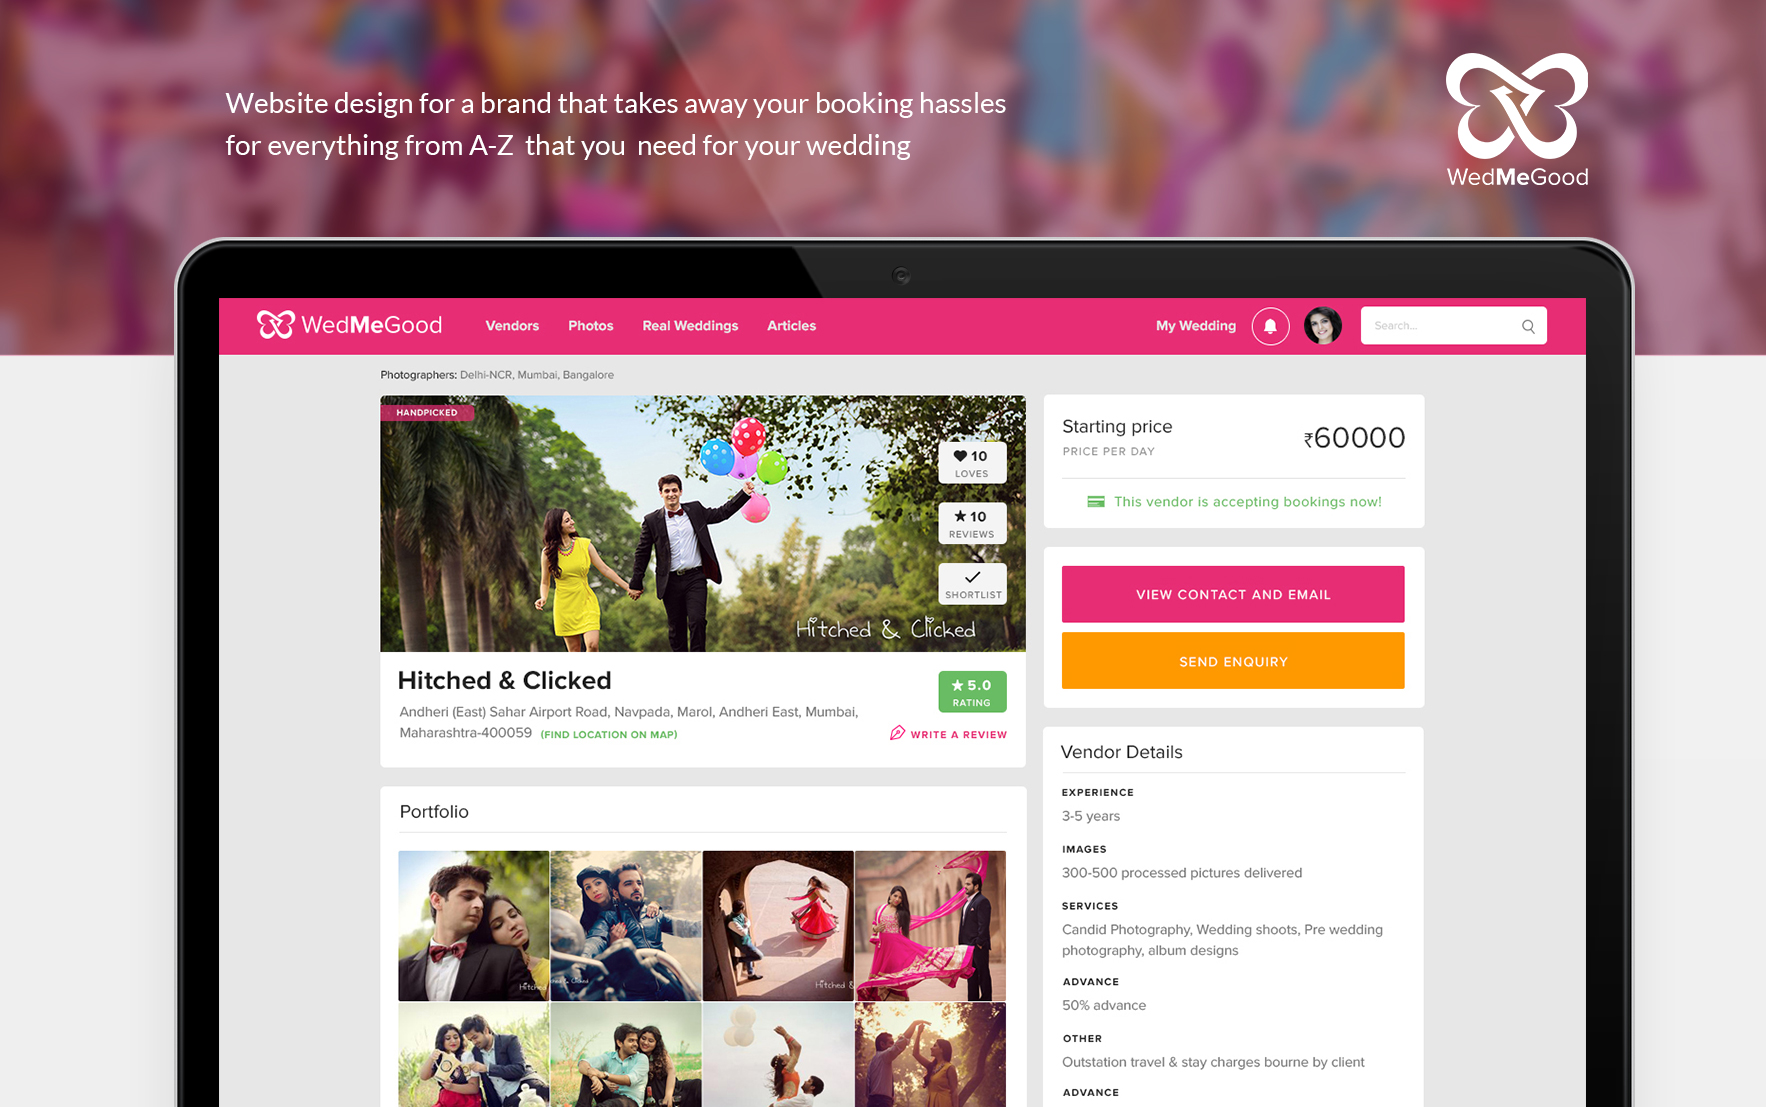 Website design for a brand that takes away your booking hassles
for everything from A-Z that you need for your wedding
WedMeGood
WedMeGood
Vendors
Photos
Real Weddings
Articles
My Wedding
Search...
Photographers: Delhi-NCR, Mumbai, Bangalore
HANDPICKED
10
LOVES
10
REVIEWS
SHORTLIST
Hitched & Clicked
Hitched & Clicked
Andheri (East) Sahar Airport Road, Navpada, Marol, Andheri East, Mumbai,
Maharashtra-400059 (FIND LOCATION ON MAP)
5.0
RATING
WRITE A REVIEW
Portfolio
Hitched
& Clicked
Hitched &
Starting price
PRICE PER DAY
₹60000
This vendor is accepting bookings now!
VIEW CONTACT AND EMAIL
SEND ENQUIRY
Vendor Details
EXPERIENCE
3-5 years
IMAGES
300-500 processed pictures delivered
SERVICES
Candid Photography, Wedding shoots, Pre wedding
photography, album designs
ADVANCE
50% advance
OTHER
Outstation travel & stay charges bourne by client
ADVANCE